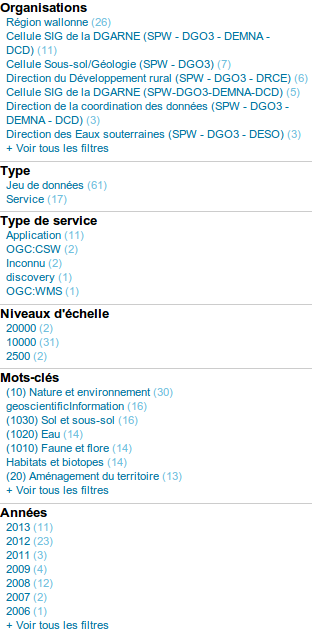 Organisations
Région wallonne (26)
Cellule SIG de la DGARNE (SPW - DGO3 - DEMNA -
DCD) (11)
Cellule Sous-sol/Géologie (SPW - DGO3) (7)
Direction du Développement rural (SPW - DGO3 - DRCE) (6)
Cellule SIG de la DGARNE (SPW-DGO3-DEMNA-DCD) (5)
Direction de la coordination des données (SPW - DGO3 -
DEMNA - DCD) (3)
Direction des Eaux souterraines (SPW - DGO3 - DESO) (3)
+ Voir tous les filtres
Type
Jeu de données (61)
Service (17)
Type de service
Application (11)
OGC:CSW (2)
Inconnu (2)
discovery (1)
OGC:WMS (1)
Niveaux d'échelle
20000 (2)
10000 (31)
2500 (2)
Mots-clés
(10) Nature et environnement (30)
geoscientificInformation (16)
(1030) Sol et sous-sol (16)
(1020) Eau (14)
(1010) Faune et flore (14)
Habitats et biotopes (14)
(20) Aménagement du territoire (13)
+ Voir tous les filtres
Années
2013 (11)
2012 (23)
2011 (3)
2009 (4)
2008 (12)
2007 (2)
2006 (1)
+ Voir tous les filtres